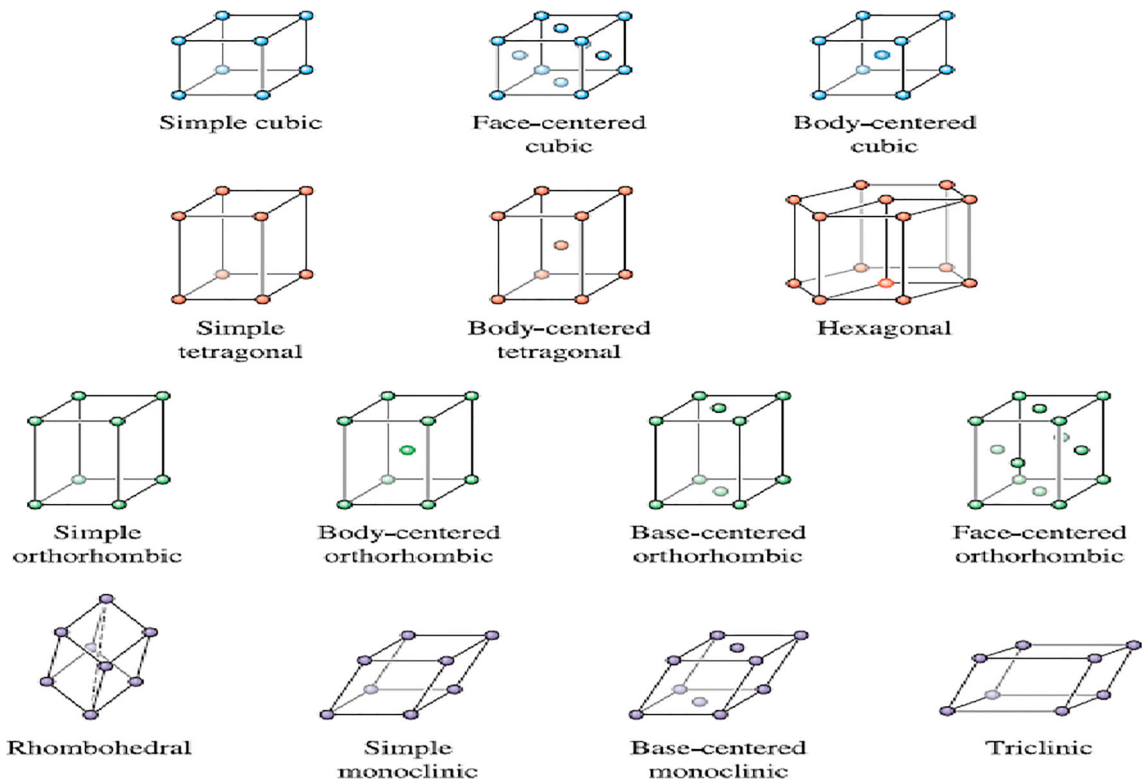 Simple cubic
Face-centered
cubic
Body-centered
cubic
Simple
tetragonal
Body-centered
tetragonal
Hexagonal
Simple
orthorhombic
Body-centered
orthorhombic
Base-centered
orthorhombic
Face-centered
orthorhombic
Rhombohedral
Simple
monoclinic
Base-centered
monoclinic
Triclinic